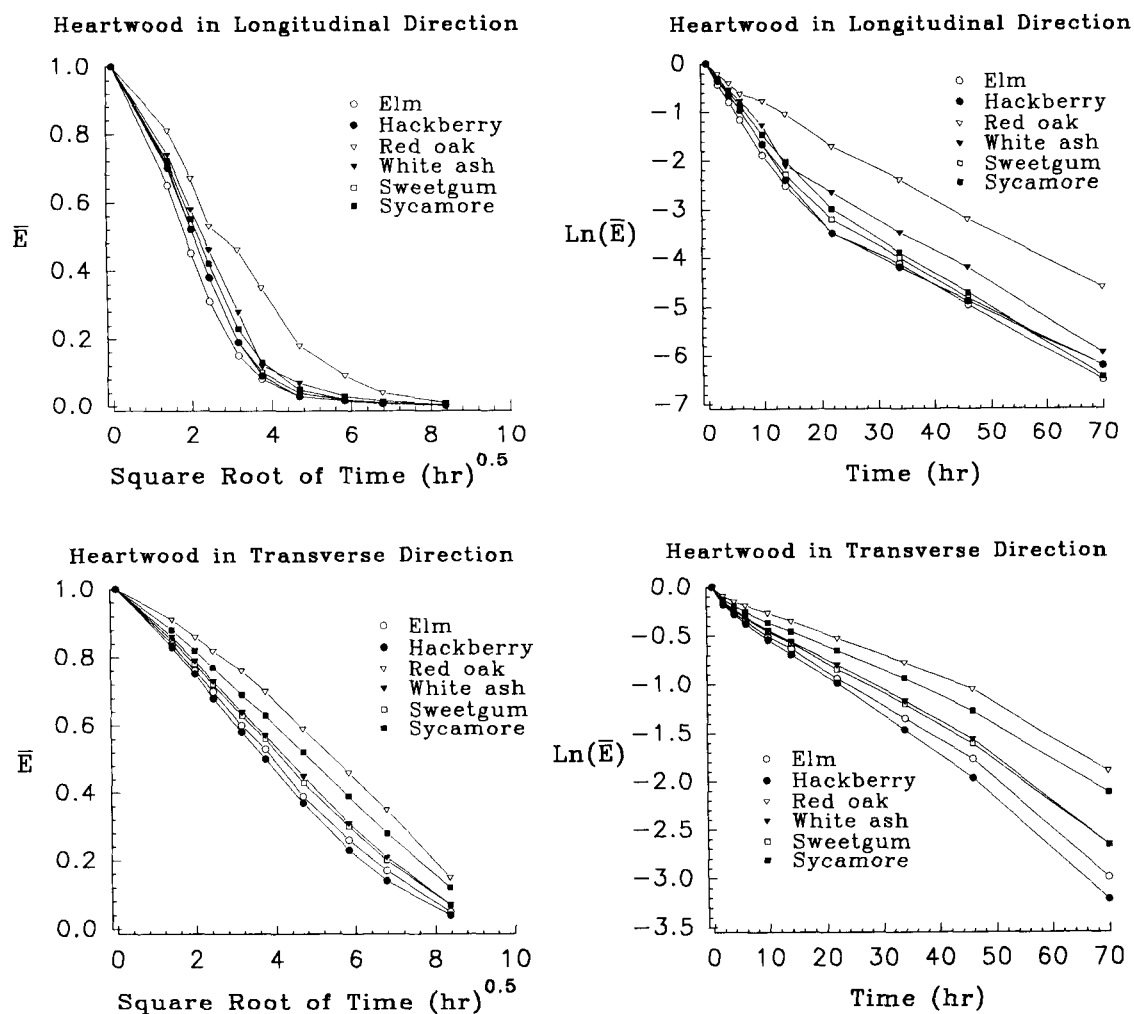 Heartwood in Longitudinal Direction
1.0
0.8
0.6
0.4
0.2
0.0
E̅
Elm
Hackberry
Red oak
White ash
Sweetgum
Sycamore
0 2 4 6 8 10
Square Root of Time (hr)^0.5
Heartwood in Longitudinal Direction
0
−1
−2
−3
−4
−5
−6
−7
Ln(E̅)
Elm
Hackberry
Red oak
White ash
Sweetgum
Sycamore
0 10 20 30 40 50 60 70
Time (hr)
Heartwood in Transverse Direction
1.0
0.8
0.6
0.4
0.2
0.0
E̅
Elm
Hackberry
Red oak
White ash
Sweetgum
Sycamore
0 2 4 6 8 10
Square Root of Time (hr)^0.5
Heartwood in Transverse Direction
0.0
−0.5
−1.0
−1.5
−2.0
−2.5
−3.0
−3.5
Ln(E̅)
Elm
Hackberry
Red oak
White ash
Sweetgum
Sycamore
0 10 20 30 40 50 60 70
Time (hr)